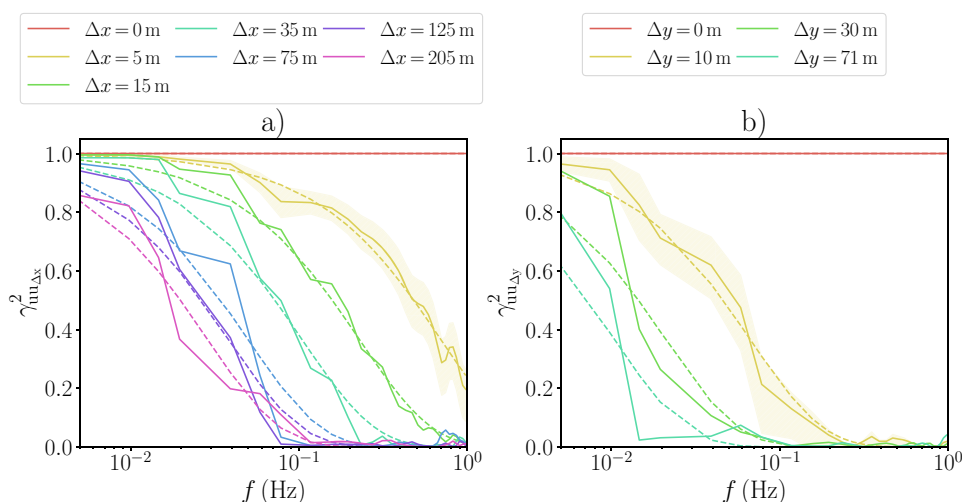 Δx = 0 m Δx = 35 m Δx = 125 m
Δx = 5 m Δx = 75 m Δx = 205 m
Δx = 15 m
Δy = 0 m Δy = 30 m
Δy = 10 m Δy = 71 m
a)
1.0
0.8
0.6
0.4
0.2
0.0
γ²uuΔx
10⁻² 10⁻¹ 10⁰
f (Hz)
b)
1.0
0.8
0.6
0.4
0.2
0.0
γ²uuΔy
10⁻² 10⁻¹ 10⁰
f (Hz)